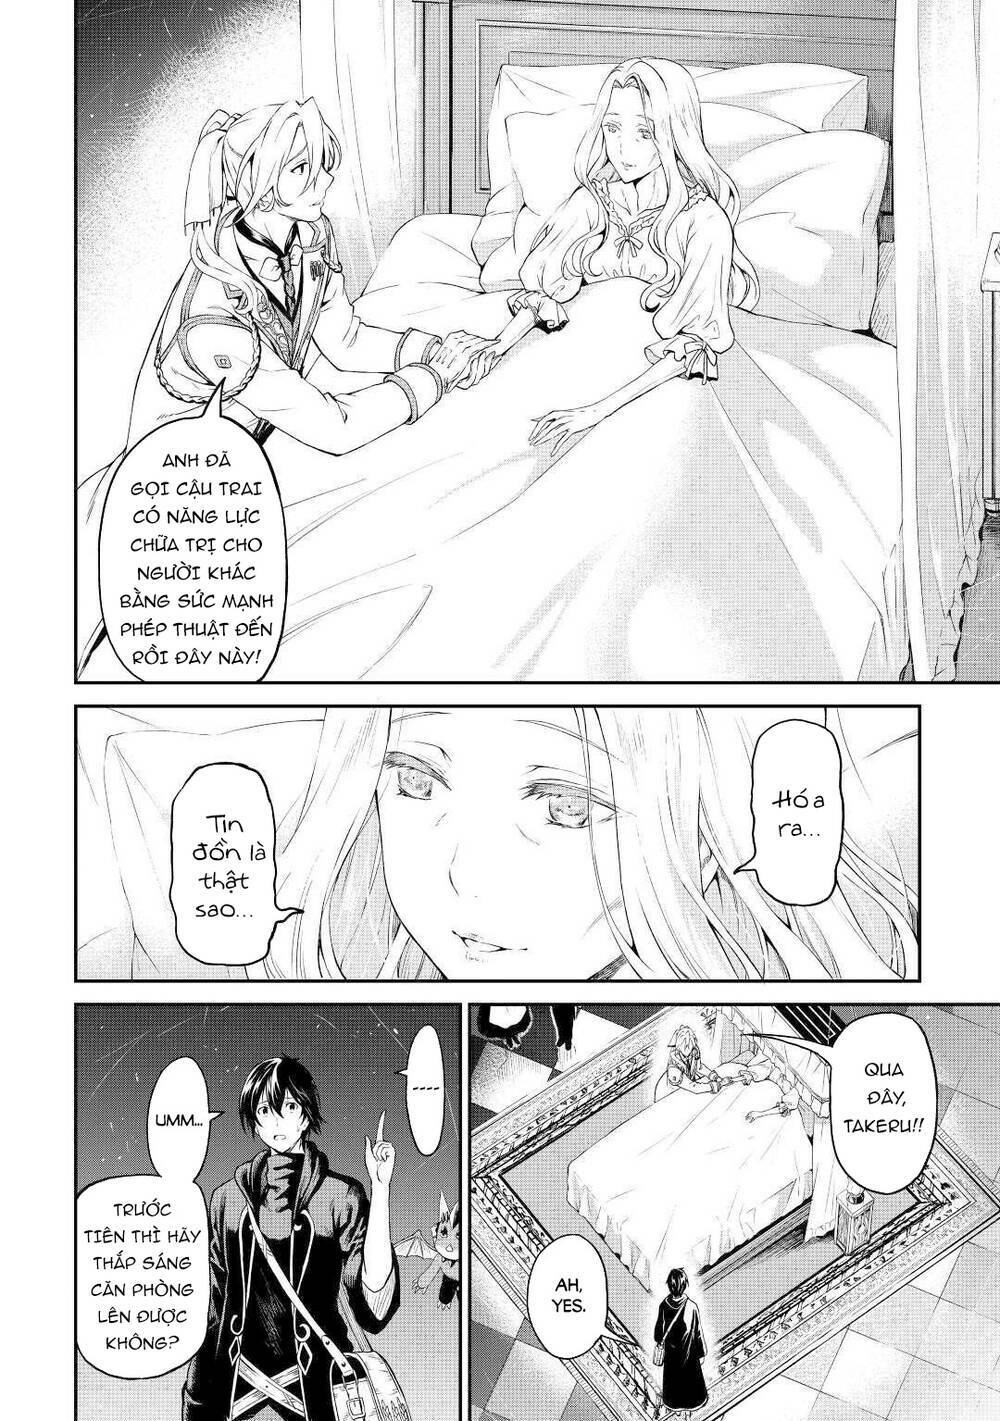 ANH ĐÃ
GỌI CẬU TRAI
CÓ NĂNG LỰC
CHỮA TRỊ CHO
NGƯỜI KHÁC
BẰNG SỨC MẠNH
PHÉP THUẬT ĐẾN
RỒI ĐÂY NÀY!
Hóa
ra...
Tin
đồn là
thật
sao...
QUA
ĐÂY,
TAKERU!!
AH,
YES.
-----
UMM...
TRƯỚC
TIÊN THÌ HÃY
THẮP SÁNG
CĂN PHÒNG
LÊN ĐƯỢC
KHÔNG?